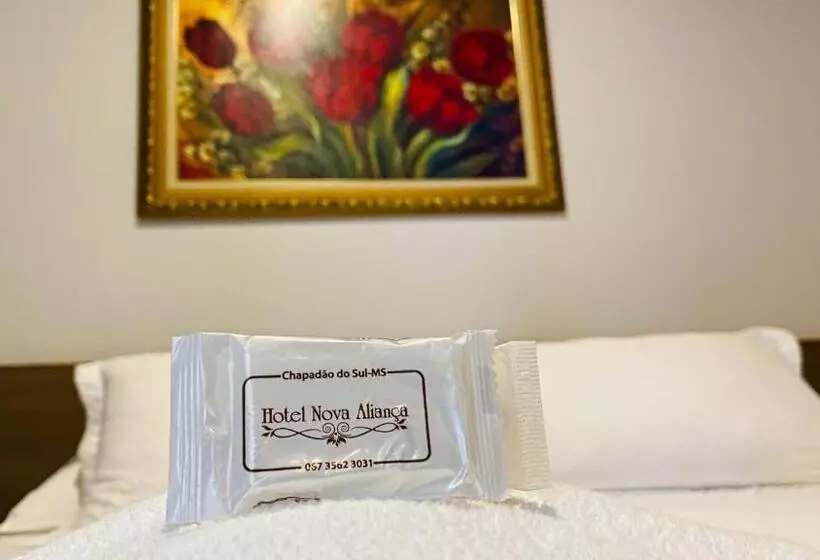 Chapadão do Sul-MS
Hotel Nova Aliança
067 3562 3031